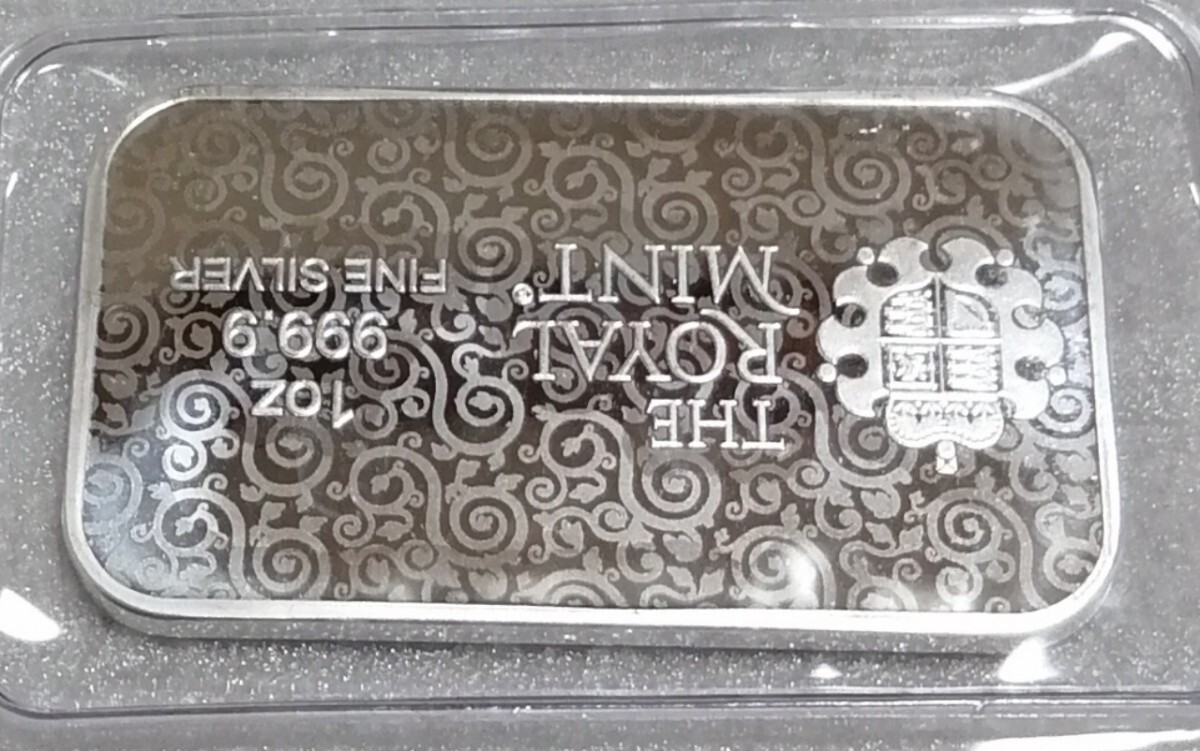 THE
ROYAL
MINT®
1oz
999.9
FINE SILVER